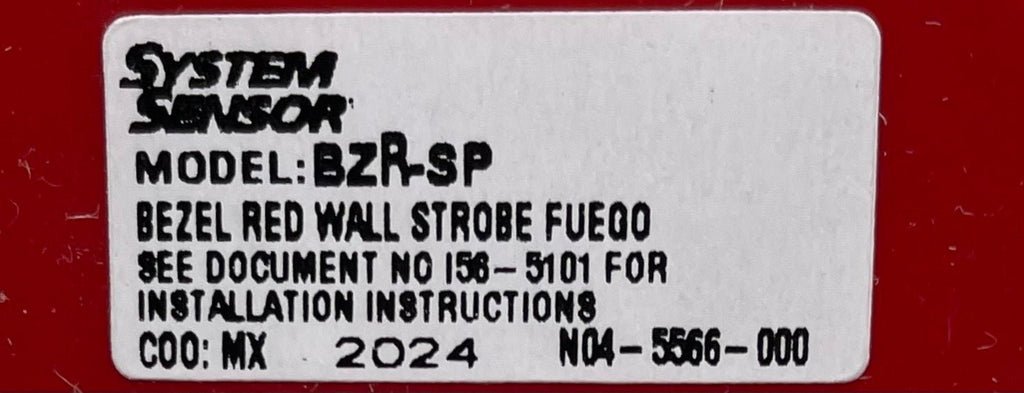 SYSTEM
SENSOR
MODEL: BZR-SP
BEZEL RED WALL STROBE FUEGO
SEE DOCUMENT NO I56-5101 FOR
INSTALLATION INSTRUCTIONS
COO: MX 2024 N04-5566-000